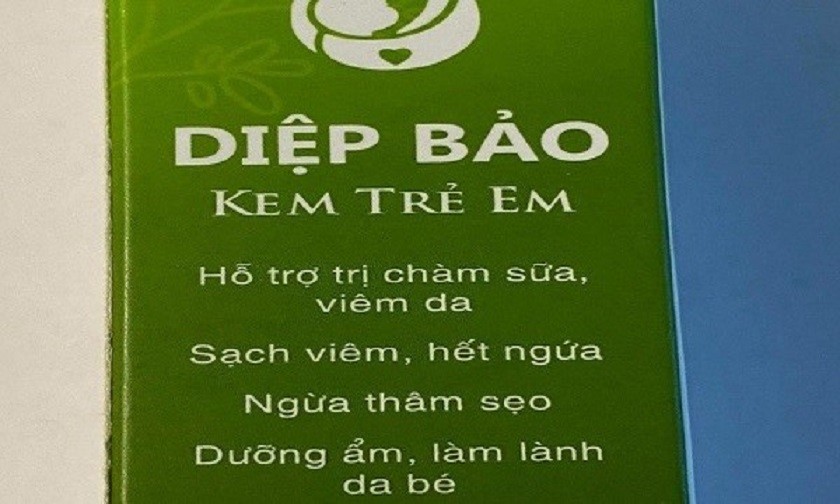 DIỆP BẢO
KEM TRẺ EM
Hỗ trợ trị chàm sữa,
viêm da
Sạch viêm, hết ngứa
Ngừa thâm sẹo
Dưỡng ẩm, làm lành
da bé